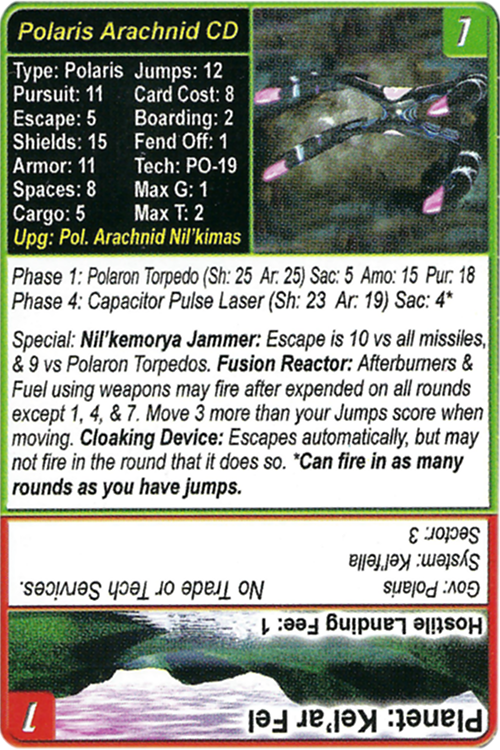 Polaris Arachnid CD
1
Type: Polaris Jumps: 12
Pursuit: 11 Card Cost: 8
Escape: 5 Boarding: 2
Shields: 15 Fend Off: 1
Armor: 11 Tech: PO-19
Spaces: 8 Max G: 1
Cargo: 5 Max T: 2
Upg: Pol. Arachnid Nil'kimas
Phase 1: Polaron Torpedo (Sh: 25 Ar: 25) Sac: 5 Amo: 15 Pur: 18
Phase 4: Capacitor Pulse Laser (Sh: 23 Ar: 19) Sac: 4*
Special: Nil'kemorya Jammer: Escape is 10 vs all missiles,
& 9 vs Polaron Torpedos. Fusion Reactor: Afterburners &
Fuel using weapons may fire after expended on all rounds
except 1, 4, & 7. Move 3 more than your Jumps score when
moving. Cloaking Device: Escapes automatically, but may
not fire in the round that it does so. *Can fire in as many
rounds as you have jumps.
Planet: Kel'ar Fel
1
Hostile Landing Fee: 1
Gov: Polaris No Trade or Tech Services.
System: Kel'fella
Sector: 3